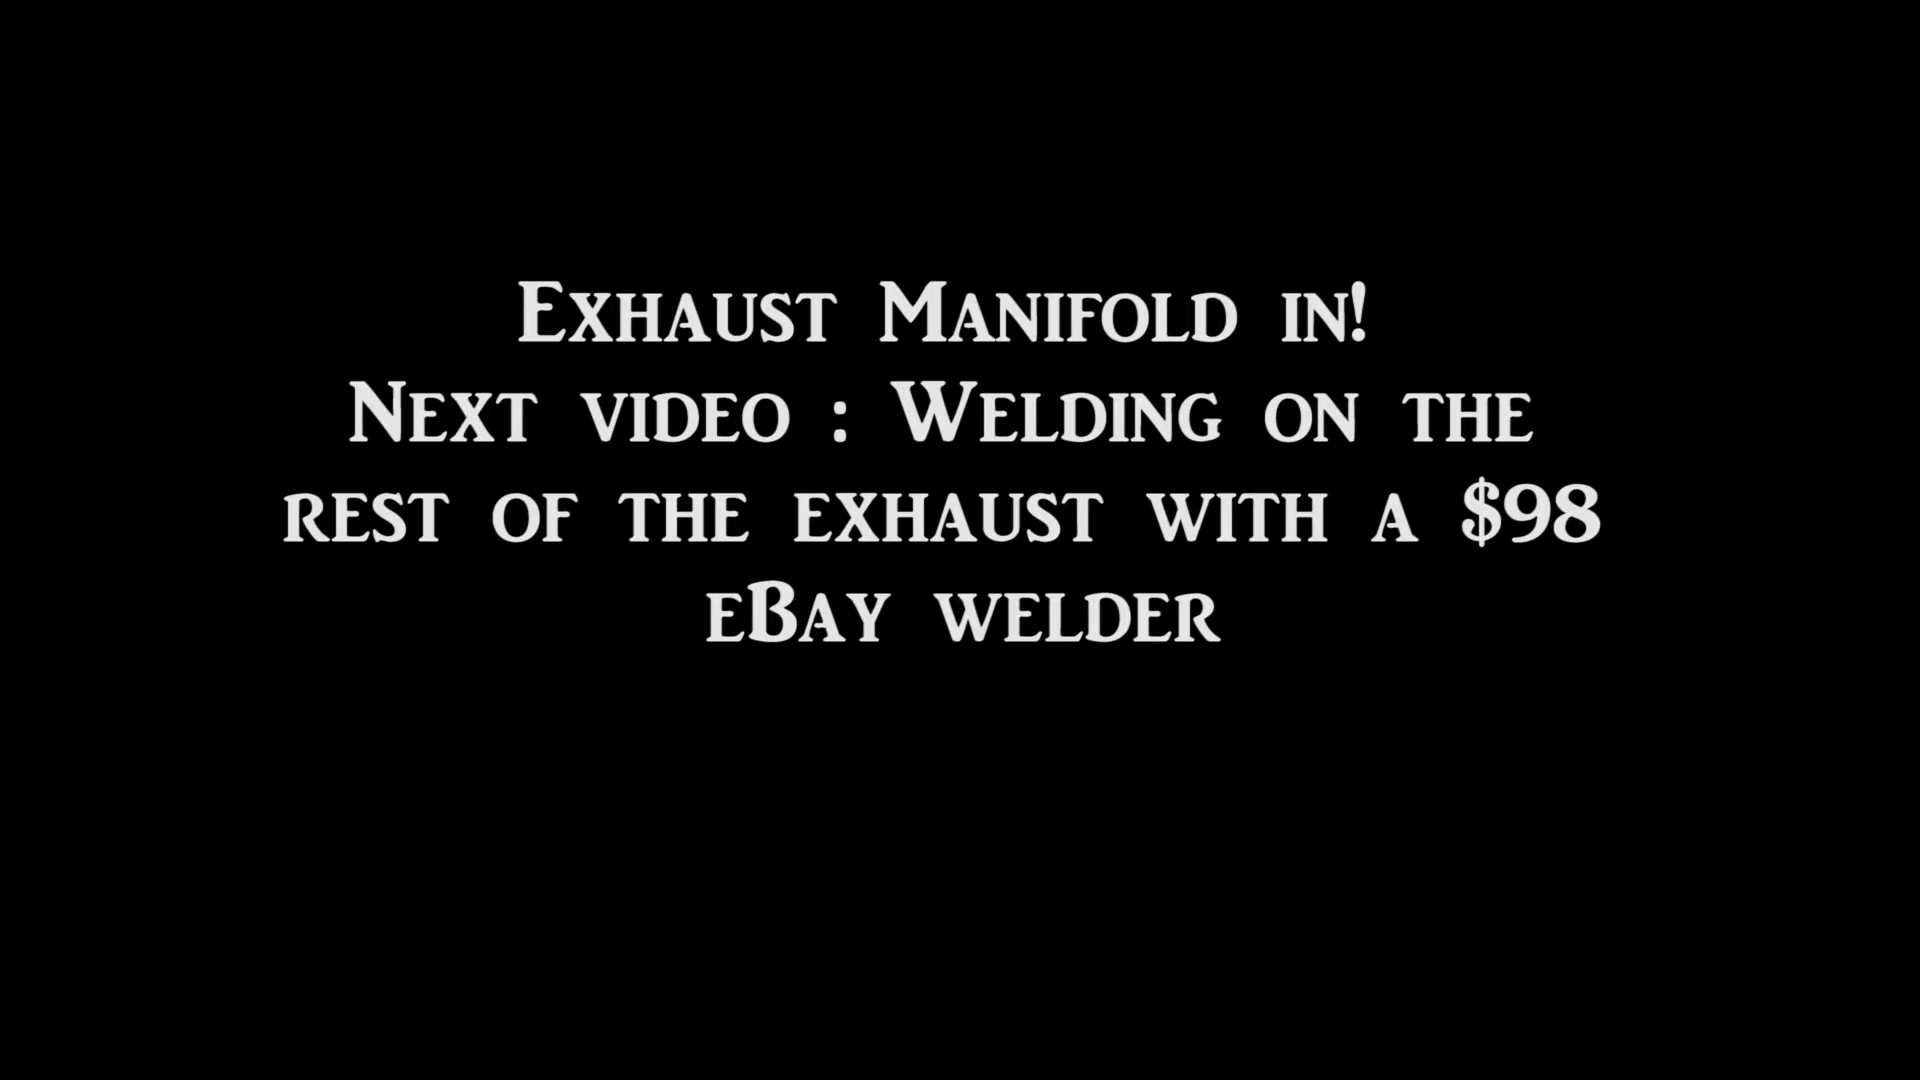 Exhaust Manifold in!
Next video : Welding on the
rest of the exhaust with a $98
eBay welder